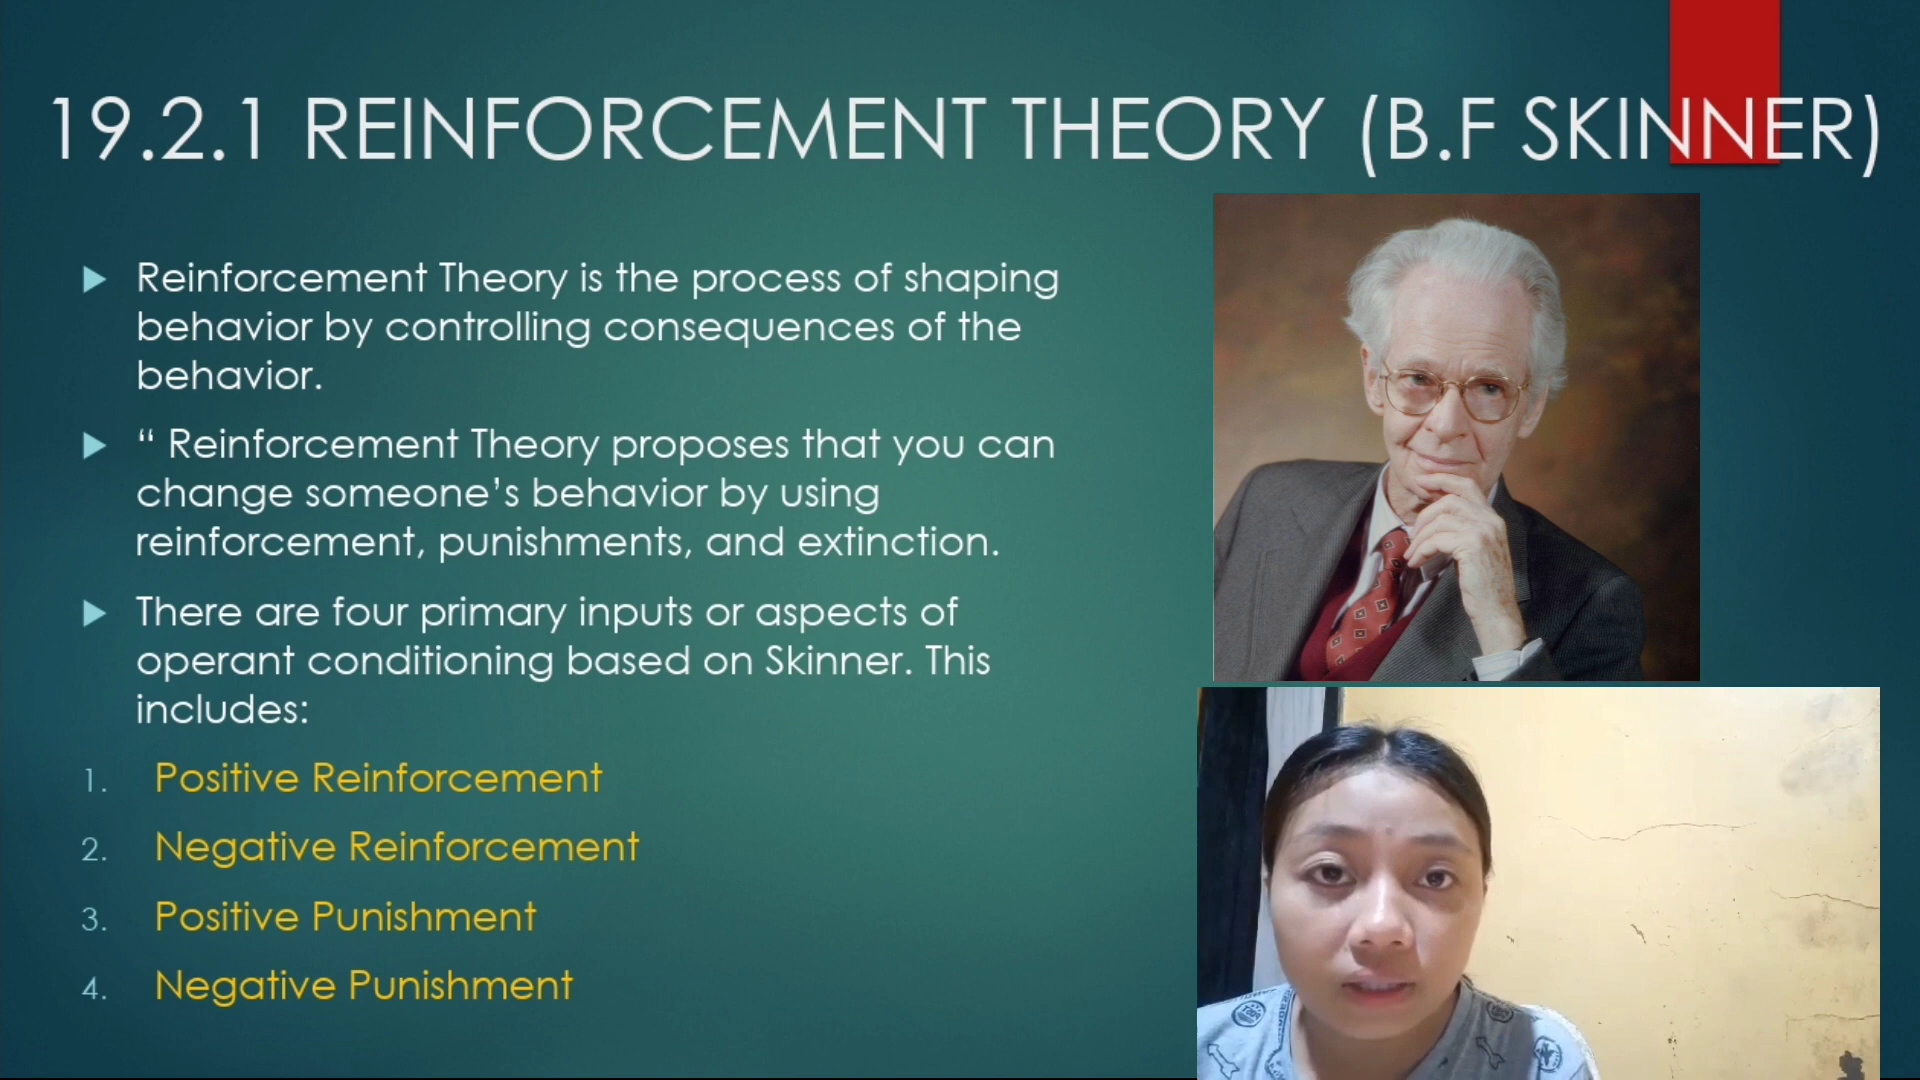 19.2.1 REINFORCEMENT THEORY (B.F SKINNER)
Reinforcement Theory is the process of shaping
behavior by controlling consequences of the
behavior.
“ Reinforcement Theory proposes that you can
change someone’s behavior by using
reinforcement, punishments, and extinction.
There are four primary inputs or aspects of
operant conditioning based on Skinner. This
includes:
1. Positive Reinforcement
2. Negative Reinforcement
3. Positive Punishment
4. Negative Punishment